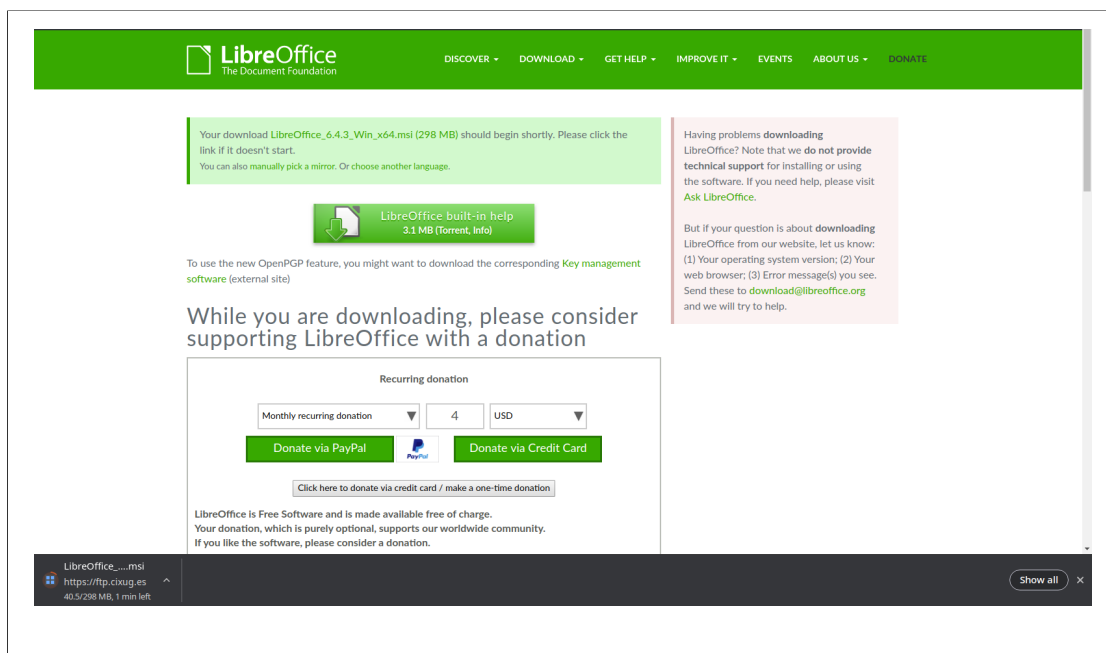 LibreOffice
The Document Foundation
DISCOVER DOWNLOAD GET HELP IMPROVE IT EVENTS ABOUT US DONATE
Your download LibreOffice_6.4.3_Win_x64.msi (298 MB) should begin shortly. Please click the
link if it doesn't start.
You can also manually pick a mirror. Or choose another language.
LibreOffice built-in help
3.1 MB (Torrent, Info)
To use the new OpenPGP feature, you might want to download the corresponding Key management
software (external site)
While you are downloading, please consider
supporting LibreOffice with a donation
Recurring donation
Monthly recurring donation 4 USD
Donate via PayPal PayPal Donate via Credit Card
Click here to donate via credit card / make a one-time donation
LibreOffice is Free Software and is made available free of charge.
Your donation, which is purely optional, supports our worldwide community.
If you like the software, please consider a donation.
Having problems downloading
LibreOffice? Note that we do not provide
technical support for installing or using
the software. If you need help, please visit
Ask LibreOffice.
But if your question is about downloading
LibreOffice from our website, let us know:
(1) Your operating system version; (2) Your
web browser; (3) Error message(s) you see.
Send these to download@libreoffice.org
and we will try to help.
LibreOffice_....msi
https://ftp.cixug.es
40.5/298 MB, 1 min left
Show all